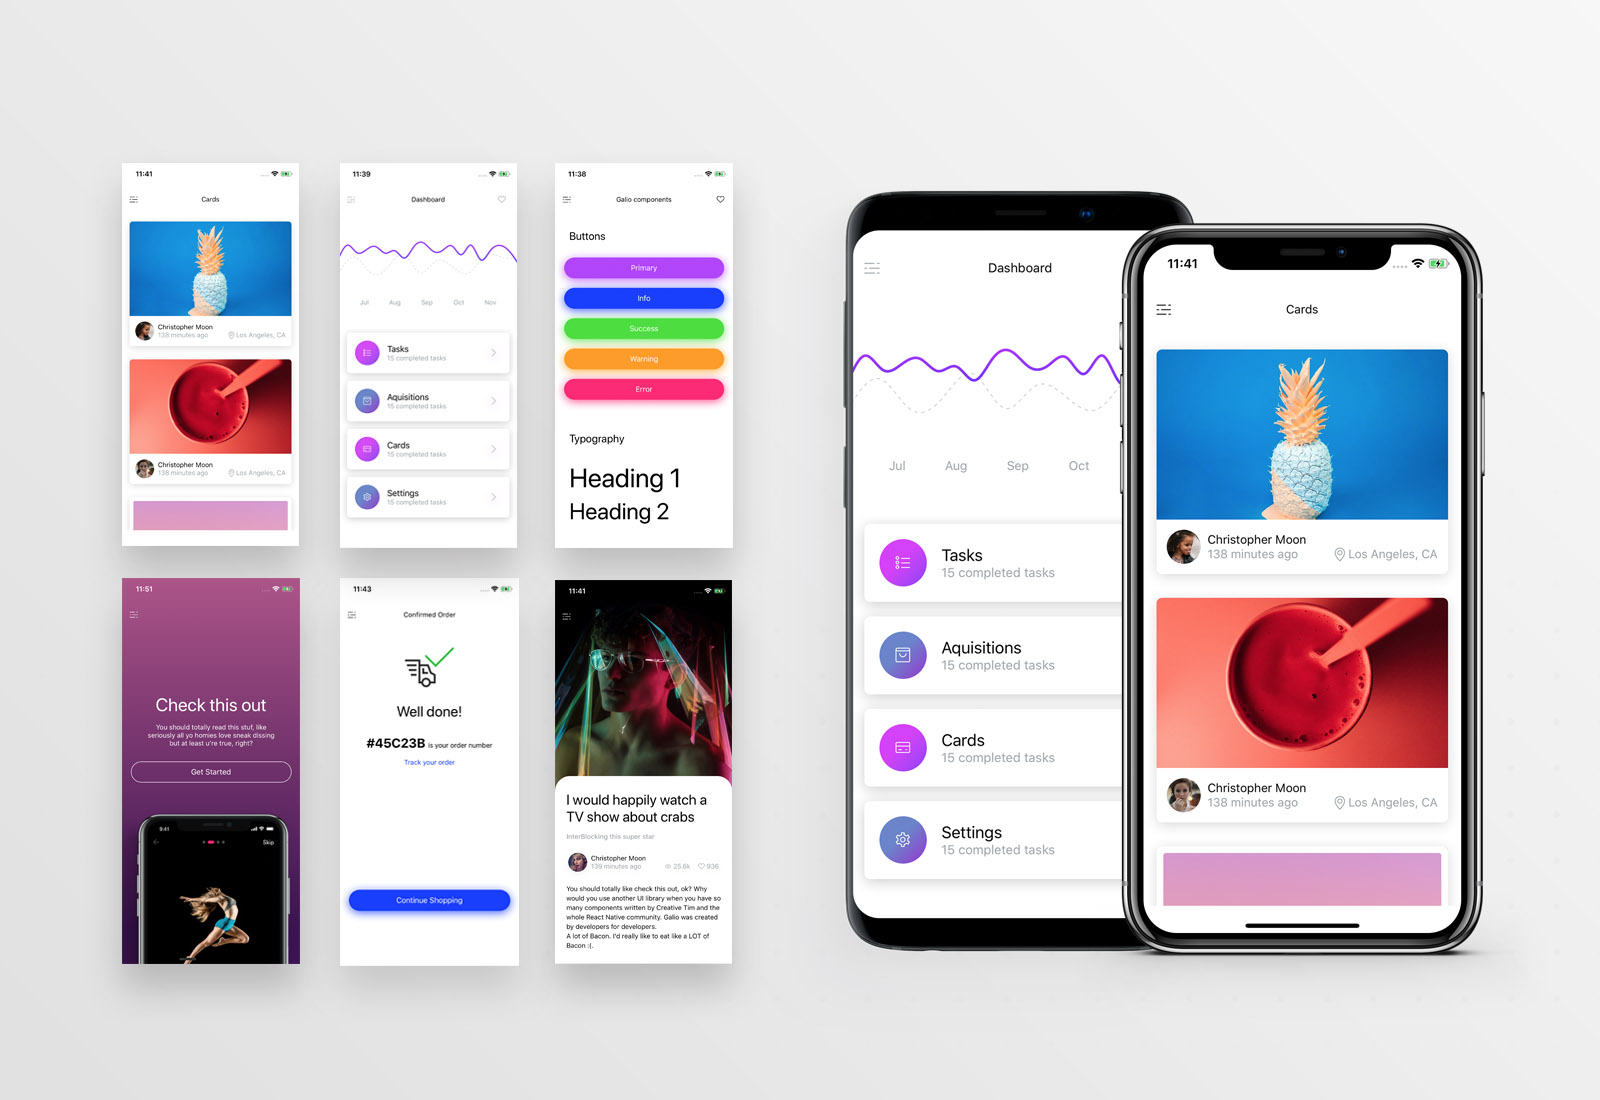 11:41
Cards
Christopher Moon
138 minutes ago
Los Angeles, CA
Christopher Moon
138 minutes ago
Los Angeles, CA
11:39
Dashboard
Jul Aug Sep Oct Nov
Tasks
15 completed tasks
Aquisitions
15 completed tasks
Cards
15 completed tasks
Settings
15 completed tasks
11:38
Galio components
Buttons
Primary
Info
Success
Warning
Error
Typography
Heading 1
Heading 2
11:51
Check this out
You should totally read this stuf, like
seriously all yo homies love sneak dissing
but at least u're true, right?
Get Started
9:41
Skip
11:43
Confirmed Order
Well done!
#45C23B is your order number
Track your order
Continue Shopping
11:41
I would happily watch a
TV show about crabs
InterBlocking this super star
Christopher Moon
139 minutes ago
25.6k 936
You should totally like check this out, ok? Why
would you use another UI library when you have so
many components written by Creative Tim and the
whole React Native community. Galio was created
by developers for developers.
A lot of Bacon. I'd really like to eat like a LOT of
Bacon :(.
Dashboard
Jul Aug Sep Oct
Tasks
15 completed tasks
Aquisitions
15 completed tasks
Cards
15 completed tasks
Settings
15 completed tasks
11:41
Cards
Christopher Moon
138 minutes ago
Los Angeles, CA
Christopher Moon
138 minutes ago
Los Angeles, CA